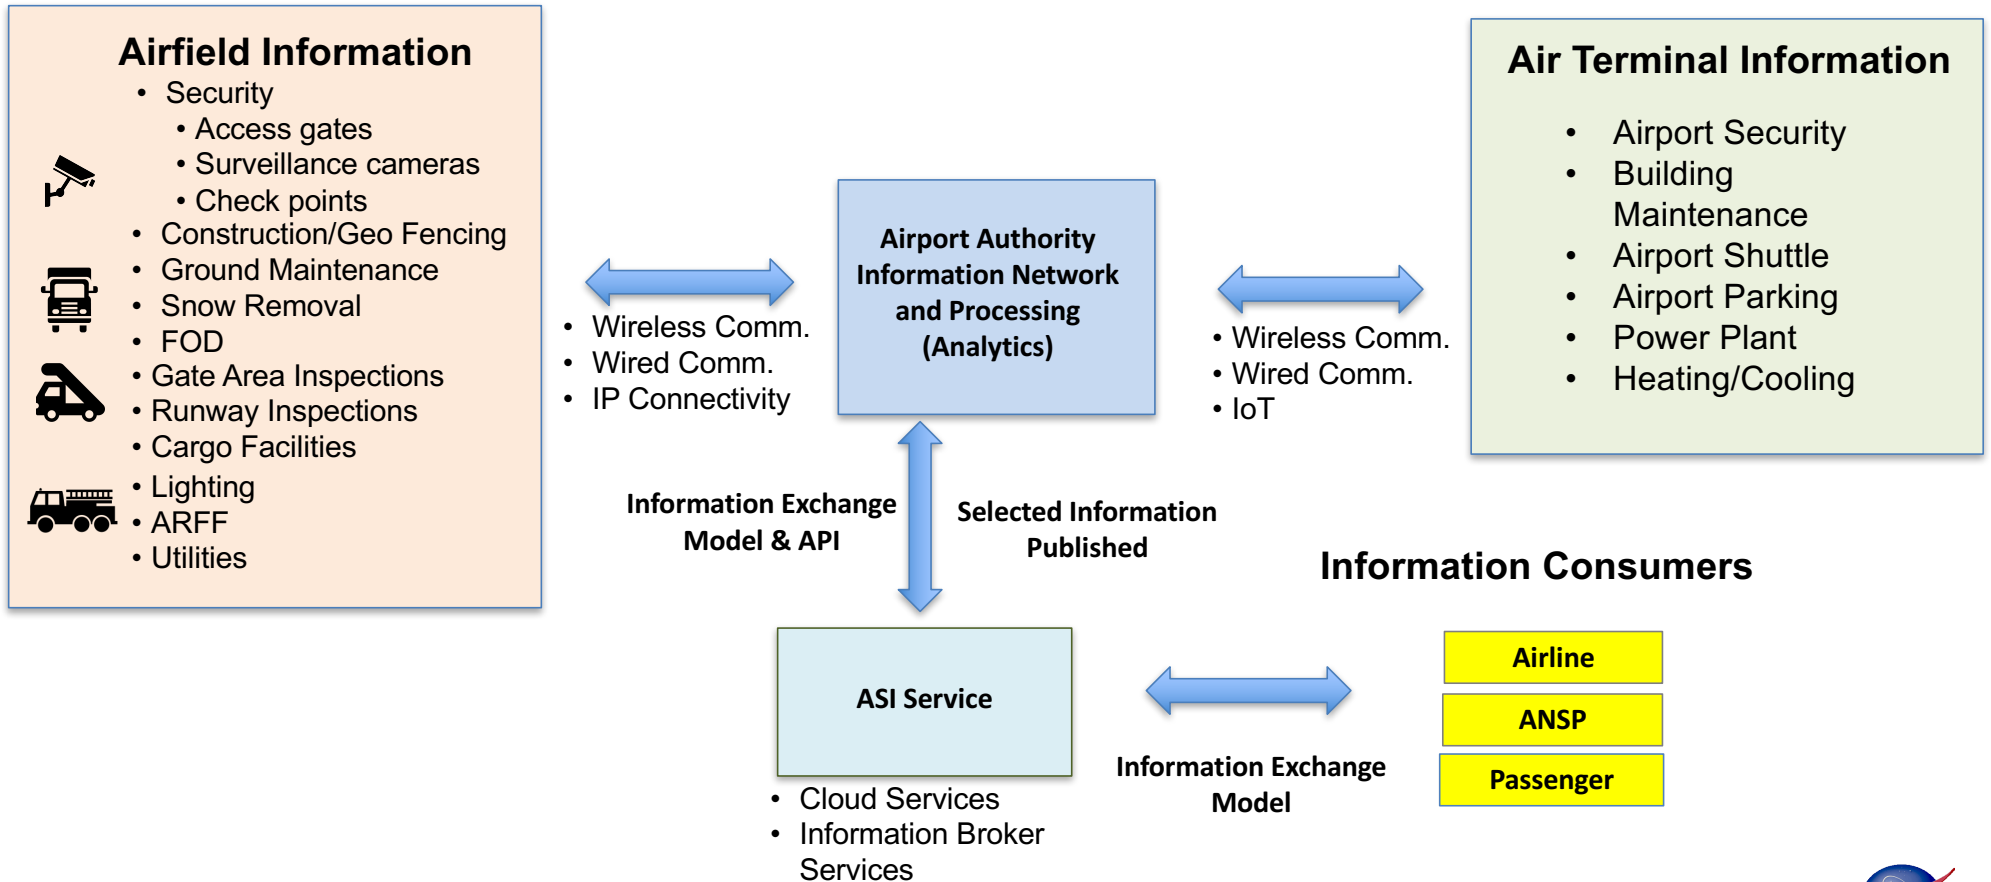 Airfield Information
• Security
• Access gates
• Surveillance cameras
• Check points
• Construction/Geo Fencing
• Ground Maintenance
• Snow Removal
• FOD
• Gate Area Inspections
• Runway Inspections
• Cargo Facilities
• Lighting
• ARFF
• Utilities
• Wireless Comm.
• Wired Comm.
• IP Connectivity
Airport Authority
Information Network
and Processing
(Analytics)
• Wireless Comm.
• Wired Comm.
• IoT
Air Terminal Information
• Airport Security
• Building
Maintenance
• Airport Shuttle
• Airport Parking
• Power Plant
• Heating/Cooling
Information Exchange
Model & API
Selected Information
Published
ASI Service
• Cloud Services
• Information Broker
Services
Information Exchange
Model
Information Consumers
Airline
ANSP
Passenger